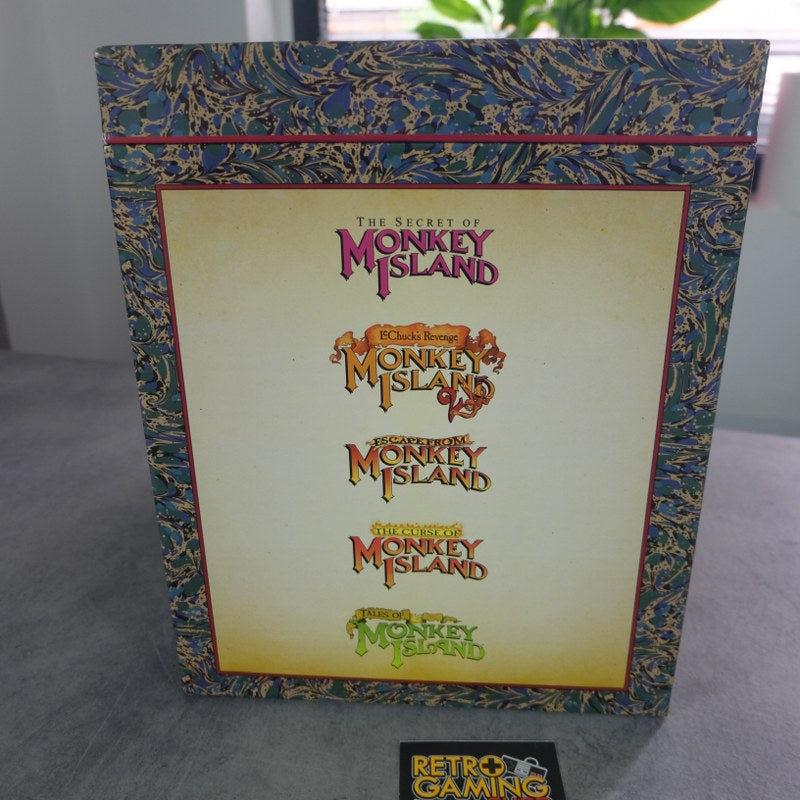 The Secret of
Monkey
Island
LeChuck's Revenge
Monkey
Island
Escape from
Monkey
Island
The Curse of
Monkey
Island
Tales of
Monkey
Island
RETRO
GAMING